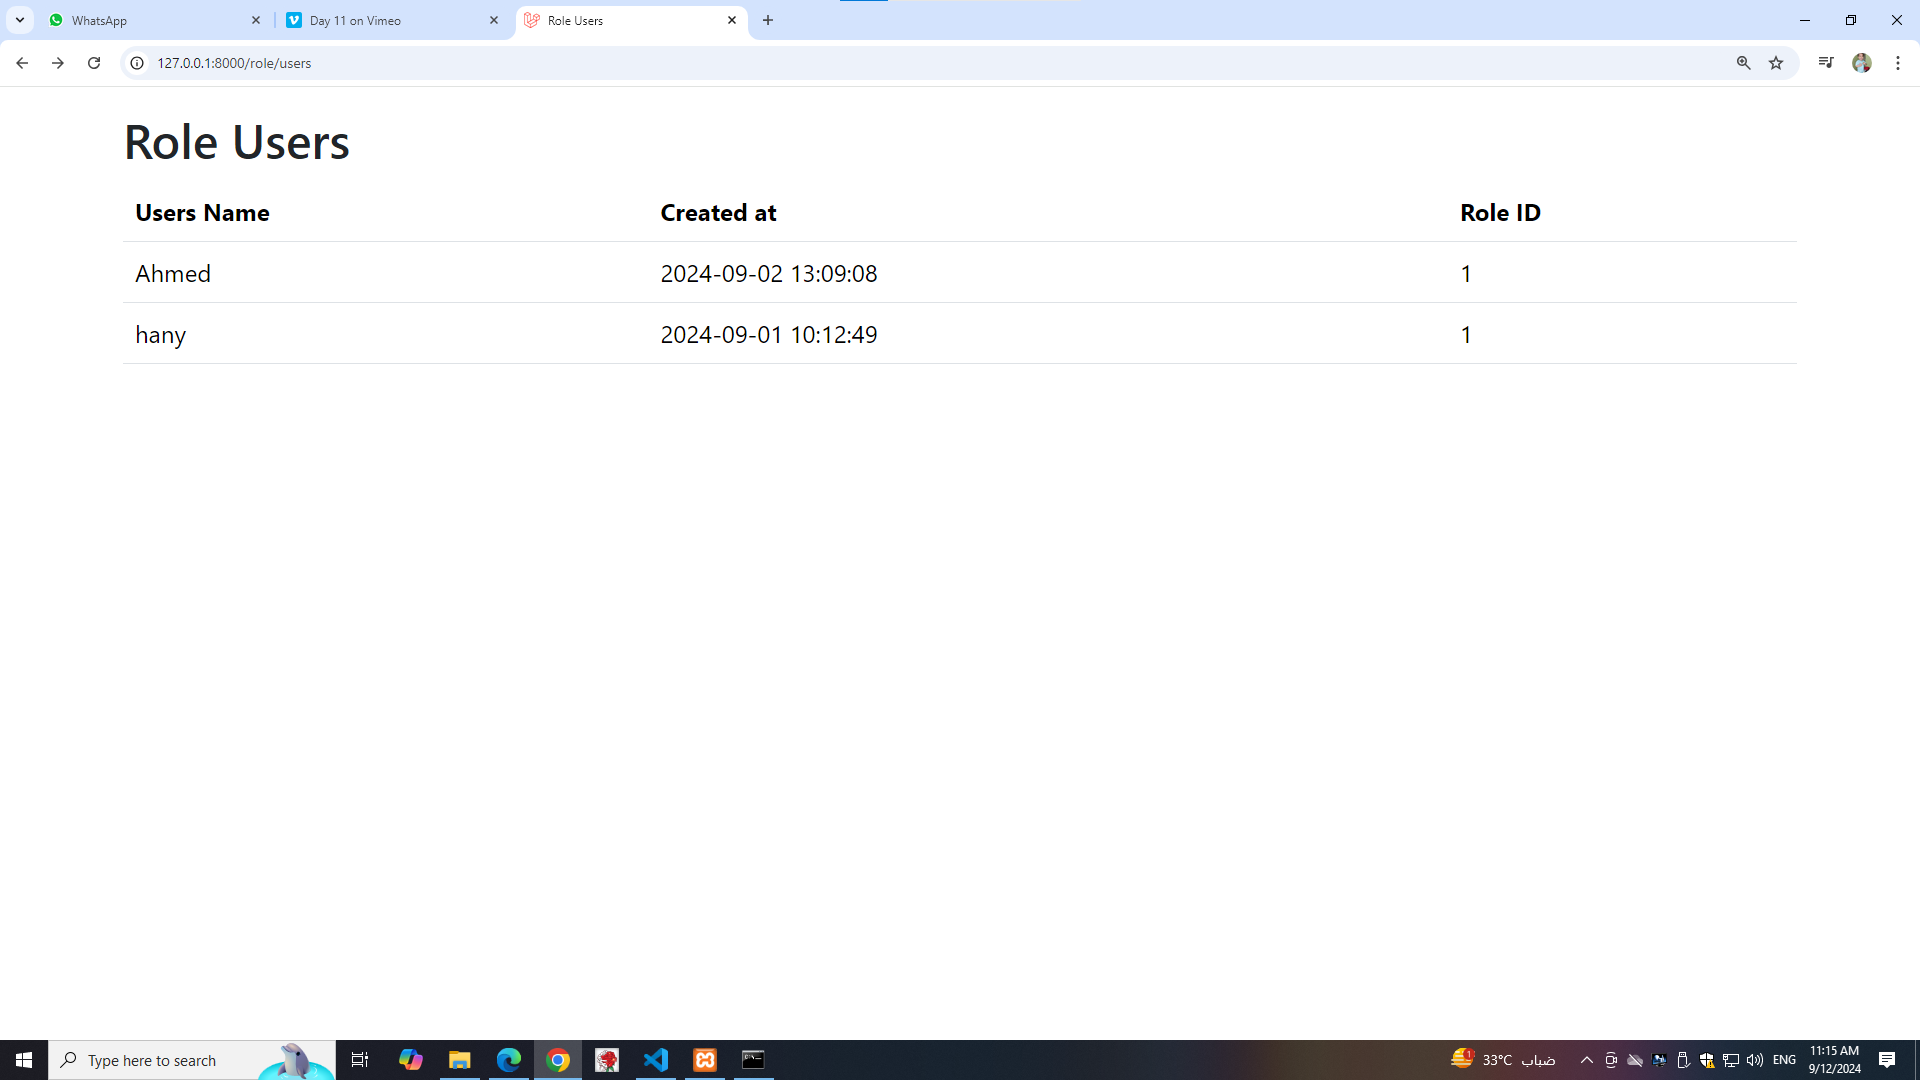 WhatsApp
Day 11 on Vimeo
Role Users
127.0.0.1:8000/role/users
Role Users
Users Name Created at Role ID
Ahmed 2024-09-02 13:09:08 1
hany 2024-09-01 10:12:49 1
Type here to search
1
33°C ضباب
ENG
11:15 AM
9/12/2024